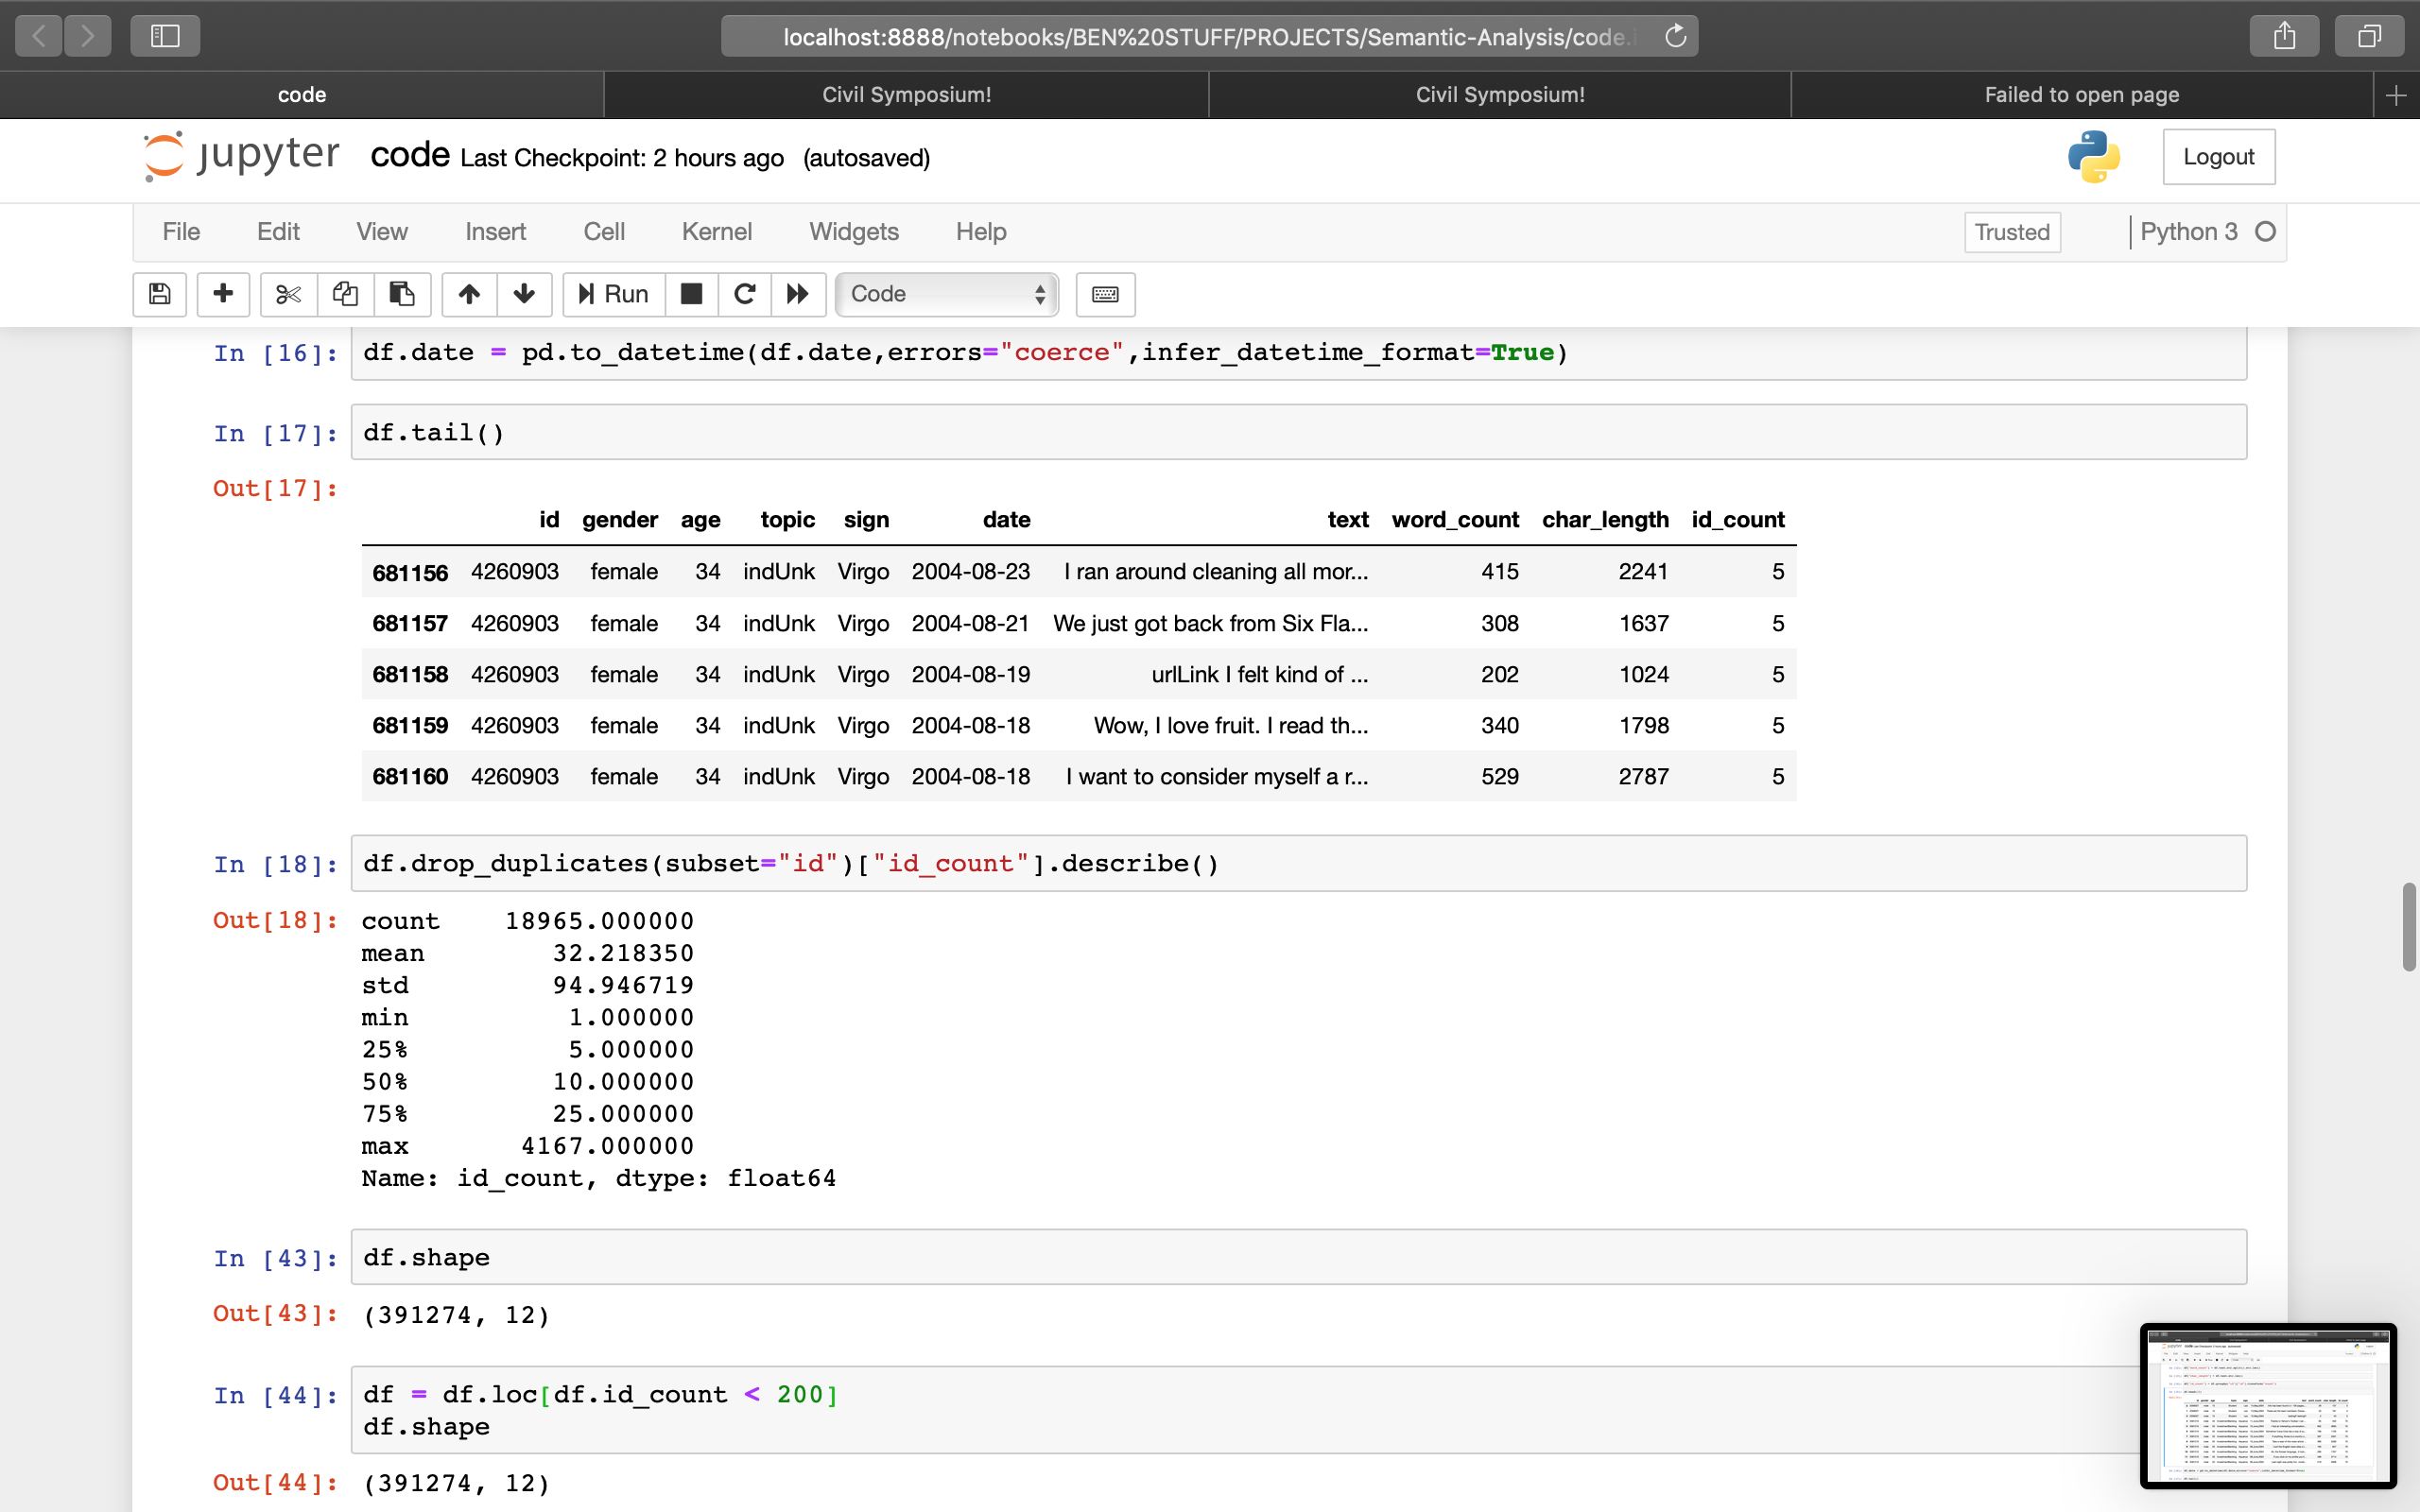 localhost:8888/notebooks/BEN%20STUFF/PROJECTS/Semantic-Analysis/code.i
code Civil Symposium! Civil Symposium! Failed to open page
jupyter code Last Checkpoint: 2 hours ago (autosaved) Logout
File Edit View Insert Cell Kernel Widgets Help Trusted Python 3
Run Code
In [16]: df.date = pd.to_datetime(df.date,errors="coerce",infer_datetime_format=True)
In [17]: df.tail()
Out[17]:
id gender age topic sign date text word_count char_length id_count
681156 4260903 female 34 indUnk Virgo 2004-08-23 I ran around cleaning all mor... 415 2241 5
681157 4260903 female 34 indUnk Virgo 2004-08-21 We just got back from Six Fla... 308 1637 5
681158 4260903 female 34 indUnk Virgo 2004-08-19 urlLink I felt kind of ... 202 1024 5
681159 4260903 female 34 indUnk Virgo 2004-08-18 Wow, I love fruit. I read th... 340 1798 5
681160 4260903 female 34 indUnk Virgo 2004-08-18 I want to consider myself a r... 529 2787 5
In [18]: df.drop_duplicates(subset="id")["id_count"].describe()
Out[18]: count 18965.000000
mean 32.218350
std 94.946719
min 1.000000
25% 5.000000
50% 10.000000
75% 25.000000
max 4167.000000
Name: id_count, dtype: float64
In [43]: df.shape
Out[43]: (391274, 12)
In [44]: df = df.loc[df.id_count < 200]
df.shape
Out[44]: (391274, 12)